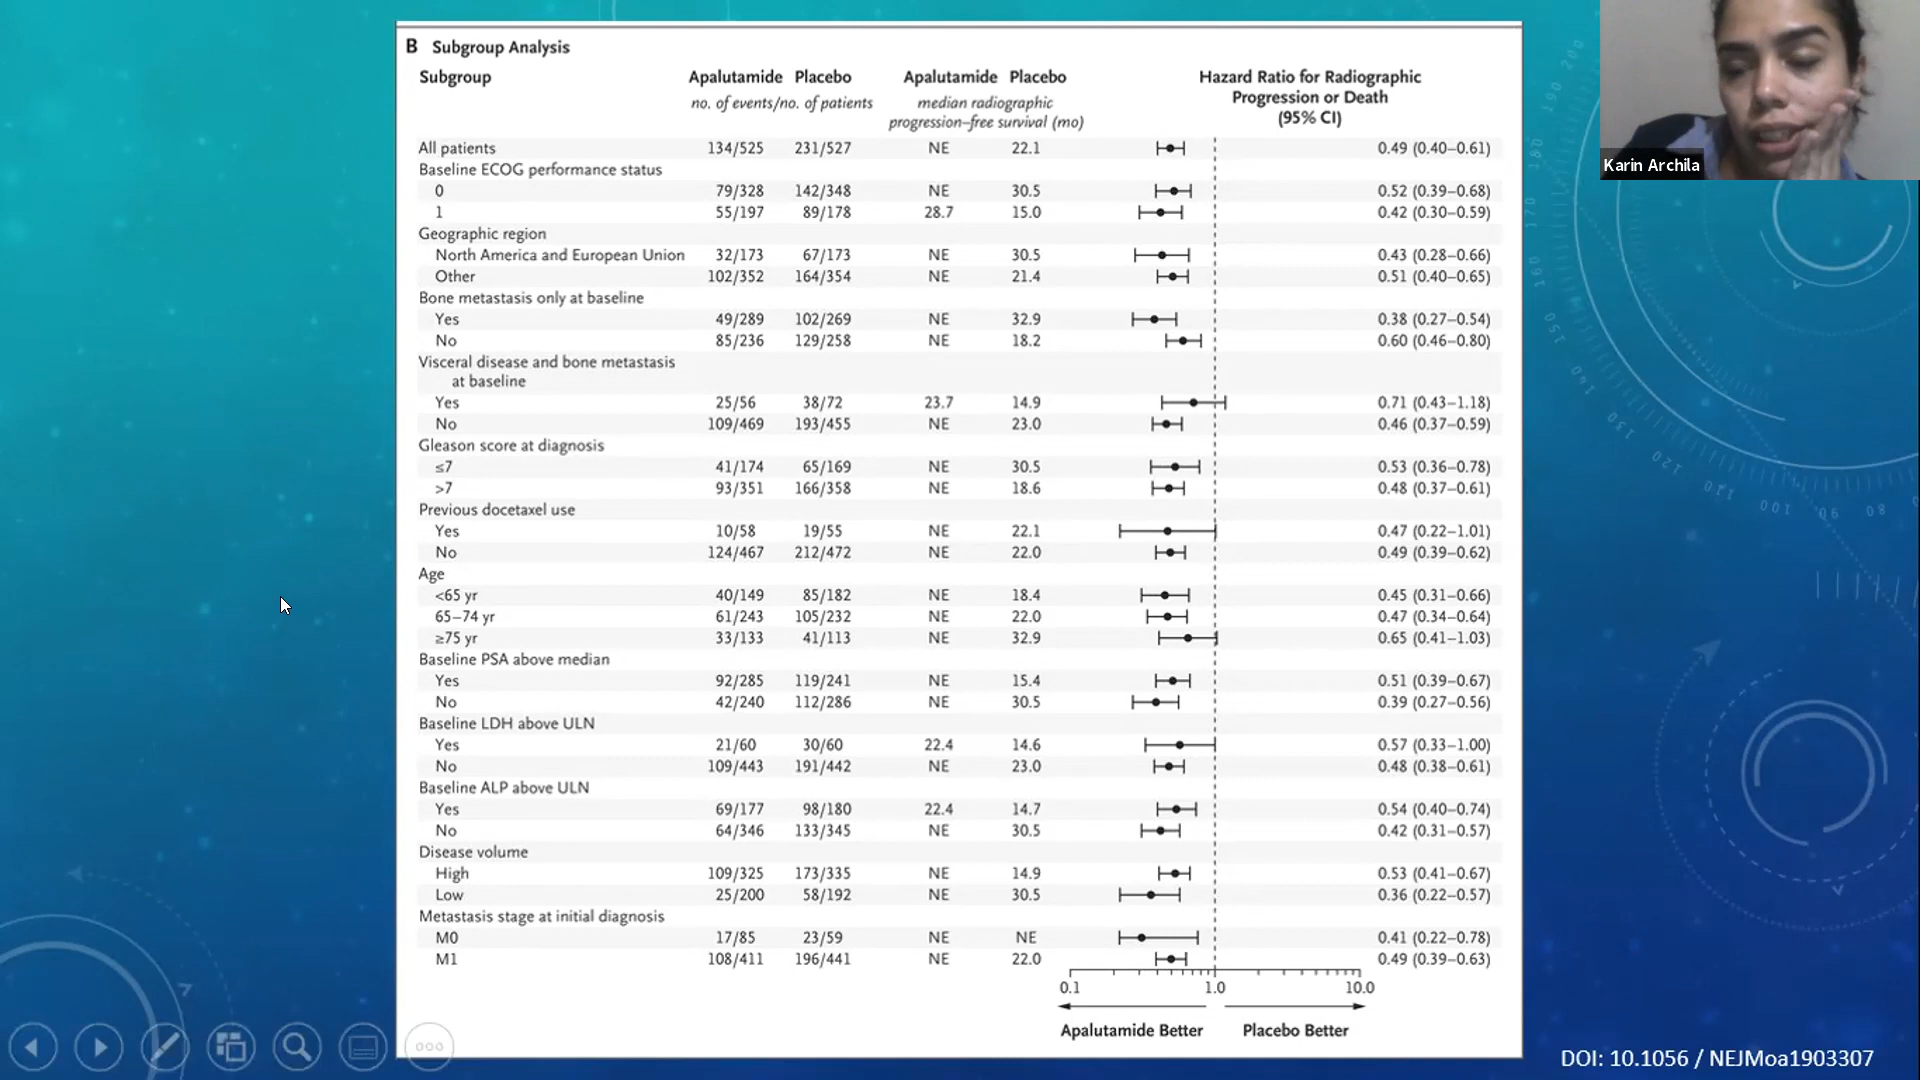 B Subgroup Analysis
Subgroup Apalutamide Placebo Apalutamide Placebo Hazard Ratio for Radiographic
Progression or Death
(95% CI)
no. of events/no. of patients median radiographic
progression–free survival (mo)
All patients 134/525 231/527 NE 22.1 0.49 (0.40–0.61)
Baseline ECOG performance status
0 79/328 142/348 NE 30.5 0.52 (0.39–0.68)
1 55/197 89/178 28.7 15.0 0.42 (0.30–0.59)
Geographic region
North America and European Union 32/173 67/173 NE 30.5 0.43 (0.28–0.66)
Other 102/352 164/354 NE 21.4 0.51 (0.40–0.65)
Bone metastasis only at baseline
Yes 49/289 102/269 NE 32.9 0.38 (0.27–0.54)
No 85/236 129/258 NE 18.2 0.60 (0.46–0.80)
Visceral disease and bone metastasis
at baseline
Yes 25/56 38/72 23.7 14.9 0.71 (0.43–1.18)
No 109/469 193/455 NE 23.0 0.46 (0.37–0.59)
Gleason score at diagnosis
≤7 41/174 65/169 NE 30.5 0.53 (0.36–0.78)
>7 93/351 166/358 NE 18.6 0.48 (0.37–0.61)
Previous docetaxel use
Yes 10/58 19/55 NE 22.1 0.47 (0.22–1.01)
No 124/467 212/472 NE 22.0 0.49 (0.39–0.62)
Age
<65 yr 40/149 85/182 NE 18.4 0.45 (0.31–0.66)
65–74 yr 61/243 105/232 NE 22.0 0.47 (0.34–0.64)
≥75 yr 33/133 41/113 NE 32.9 0.65 (0.41–1.03)
Baseline PSA above median
Yes 92/285 119/241 NE 15.4 0.51 (0.39–0.67)
No 42/240 112/286 NE 30.5 0.39 (0.27–0.56)
Baseline LDH above ULN
Yes 21/60 30/60 22.4 14.6 0.57 (0.33–1.00)
No 109/443 191/442 NE 23.0 0.48 (0.38–0.61)
Baseline ALP above ULN
Yes 69/177 98/180 22.4 14.7 0.54 (0.40–0.74)
No 64/346 133/345 NE 30.5 0.42 (0.31–0.57)
Disease volume
High 109/325 173/335 NE 14.9 0.53 (0.41–0.67)
Low 25/200 58/192 NE 30.5 0.36 (0.22–0.57)
Metastasis stage at initial diagnosis
M0 17/85 23/59 NE NE 0.41 (0.22–0.78)
M1 108/411 196/441 NE 22.0 0.49 (0.39–0.63)
0.1 1.0 10.0
Apalutamide Better Placebo Better
Karin Archila
DOI: 10.1056 / NEJMoa1903307